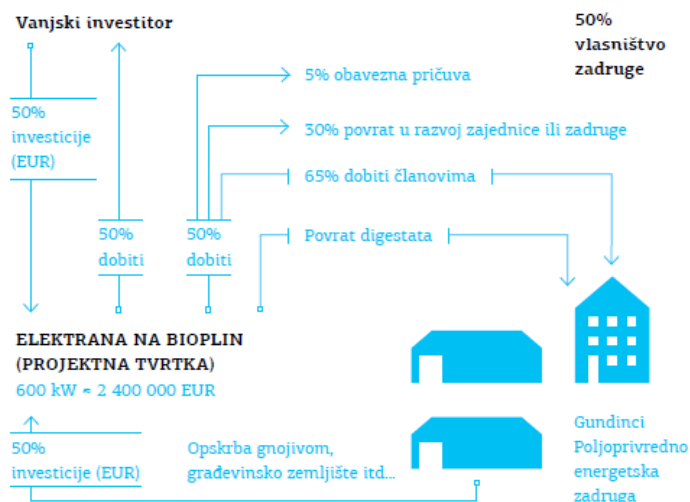 Vanjski investitor
50%
vlasništvo
zadruge
5% obavezna pričuva
50%
investicije
(EUR)
30% povrat u razvoj zajednice ili zadruge
65% dobiti članovima
50%
dobiti
50%
dobiti
Povrat digestata
ELEKTRANA NA BIOPLIN
(PROJEKTNA TVRTKA)
600 kW ≈ 2 400 000 EUR
50%
investicije (EUR)
Opskrba gnojivom,
građevinsko zemljište itd...
Gundinci
Poljoprivredno
energetska
zadruga